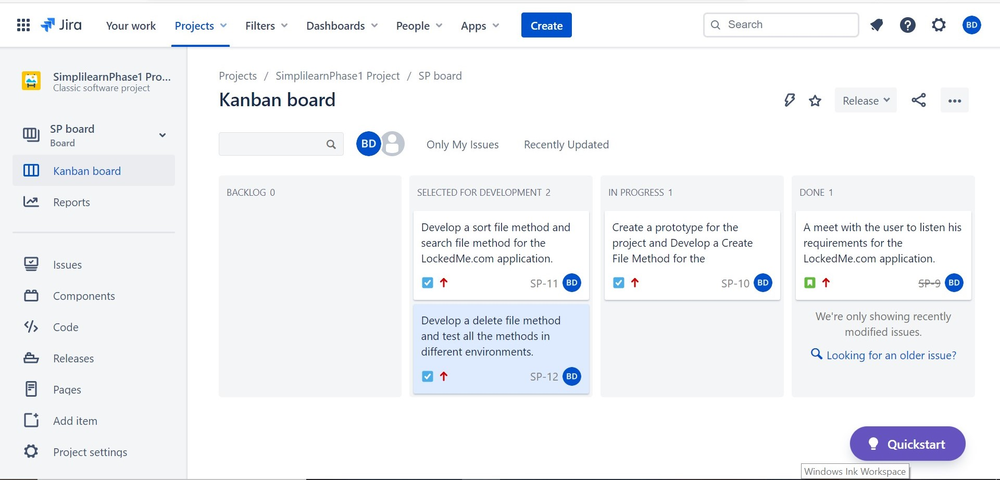 Jira
Your work
Projects
Filters
Dashboards
People
Apps
Create
Search
BD
SimplilearnPhase1 Pro...
Classic software project
SP board
Board
Kanban board
Reports
Issues
Components
Code
Releases
Pages
Add item
Project settings
Projects / SimplilearnPhase1 Project / SP board
Kanban board
Release
BD
Only My Issues
Recently Updated
BACKLOG 0
SELECTED FOR DEVELOPMENT 2
Develop a sort file method and
search file method for the
LockedMe.com application.
SP-11 BD
Develop a delete file method
and test all the methods in
different environments.
SP-12 BD
IN PROGRESS 1
Create a prototype for the
project and Develop a Create
File Method for the
SP-10 BD
DONE 1
A meet with the user to listen his
requirements for the
LockedMe.com application.
SP-9 BD
We're only showing recently
modified issues.
Looking for an older issue?
Quickstart
Windows Ink Workspace